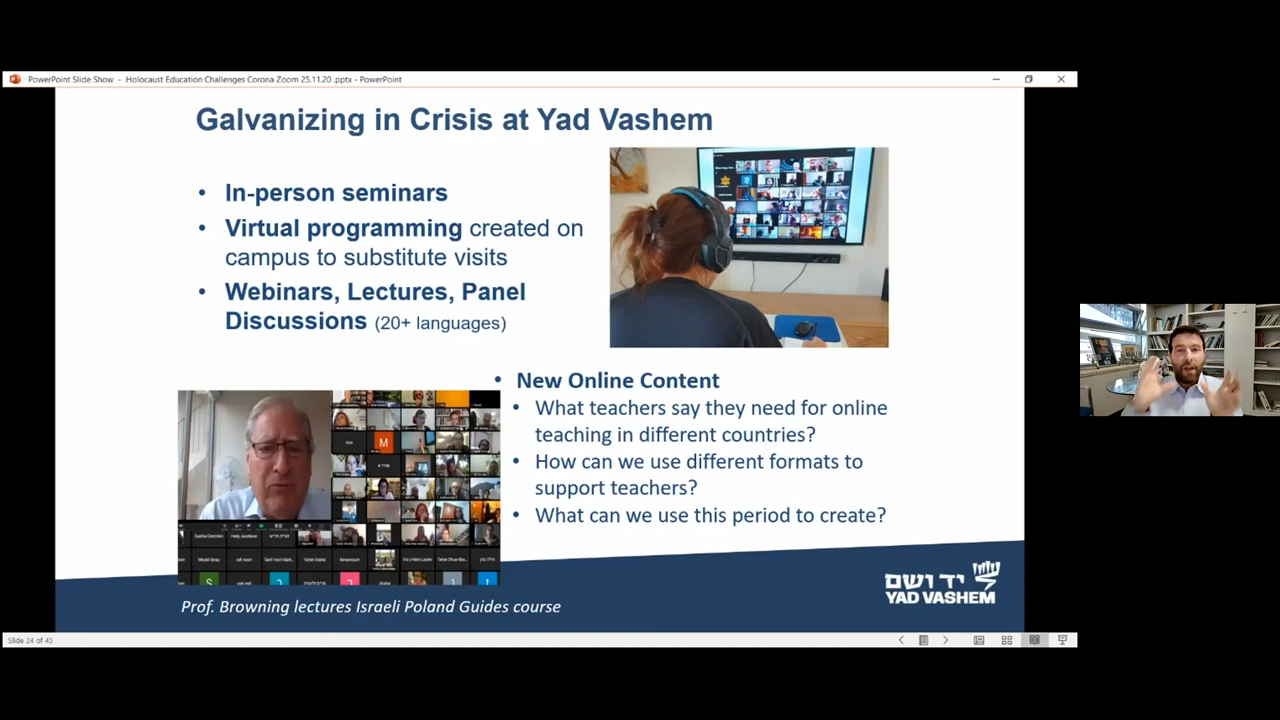 PowerPoint Slide Show - Holocaust Education Challenges Corona Zoom 25.11.20 .pptx - PowerPoint
Galvanizing in Crisis at Yad Vashem
• In-person seminars
• Virtual programming created on
campus to substitute visits
• Webinars, Lectures, Panel
Discussions (20+ languages)
• New Online Content
• What teachers say they need for online
teaching in different countries?
• How can we use different formats to
support teachers?
• What can we use this period to create?
M
S
Prof. Browning lectures Israeli Poland Guides course
יד ושם
YAD VASHEM
Slide 24 of 45